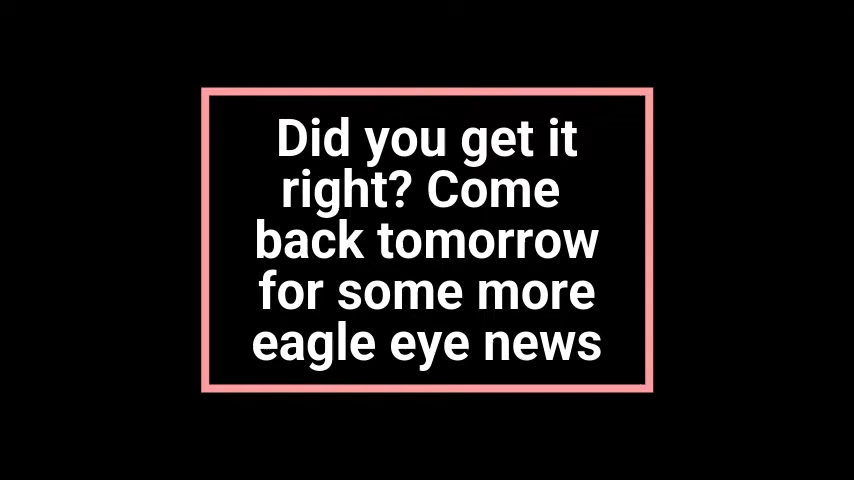 Did you get it
right? Come
back tomorrow
for some more
eagle eye news